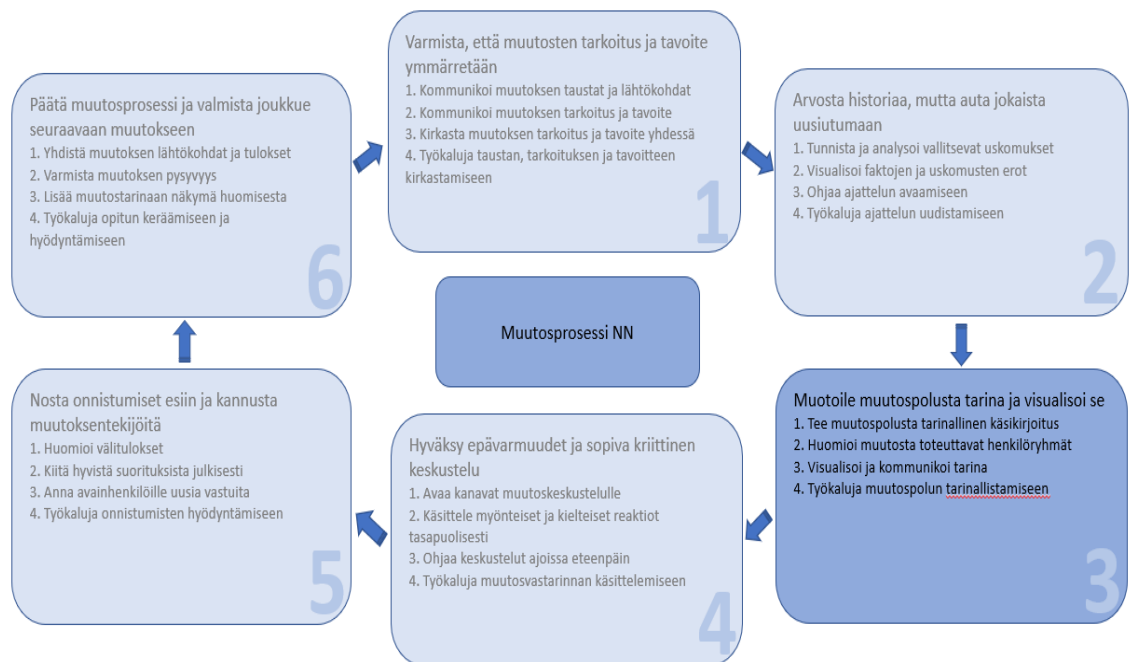 Varmista, että muutosten tarkoitus ja tavoite
ymmärretään
1. Kommunikoi muutoksen taustat ja lähtökohdat
2. Kommunikoi muutoksen tarkoitus ja tavoite
3. Kirkasta muutoksen tarkoitus ja tavoite yhdessä
4. Työkaluja taustan, tarkoituksen ja tavoitteen
kirkastamiseen
1
Arvosta historiaa, mutta auta jokaista
uusiutumaan
1. Tunnista ja analysoi vallitsevat uskomukset
2. Visualisoi faktojen ja uskomusten erot
3. Ohjaa ajattelun avaamiseen
4. Työkaluja ajattelun uudistamiseen
2
Muotoile muutospolusta tarina ja visualisoi se
1. Tee muutospolusta tarinallinen käsikirjoitus
2. Huomioi muutosta toteuttavat henkilöryhmät
3. Visualisoi ja kommunikoi tarina
4. Työkaluja muutospolun tarinallistamiseen
3
Hyväksy epävarmuudet ja sopiva kriittinen
keskustelu
1. Avaa kanavat muutoskeskustelulle
2. Käsittele myönteiset ja kielteiset reaktiot
tasapuolisesti
3. Ohjaa keskustelut ajoissa eteenpäin
4. Työkaluja muutosvastarinnan käsittelemiseen
4
Nosta onnistumiset esiin ja kannusta
muutoksentekijöitä
1. Huomioi välitulokset
2. Kiitä hyvistä suorituksista julkisesti
3. Anna avainhenkilöille uusia vastuita
4. Työkaluja onnistumisten hyödyntämiseen
5
Päätä muutosprosessi ja valmista joukkue
seuraavaan muutokseen
1. Yhdistä muutoksen lähtökohdat ja tulokset
2. Varmista muutoksen pysyvyys
3. Lisää muutostarinaan näkymä huomisesta
4. Työkaluja opitun keräämiseen ja
hyödyntämiseen
6
Muutosprosessi NN